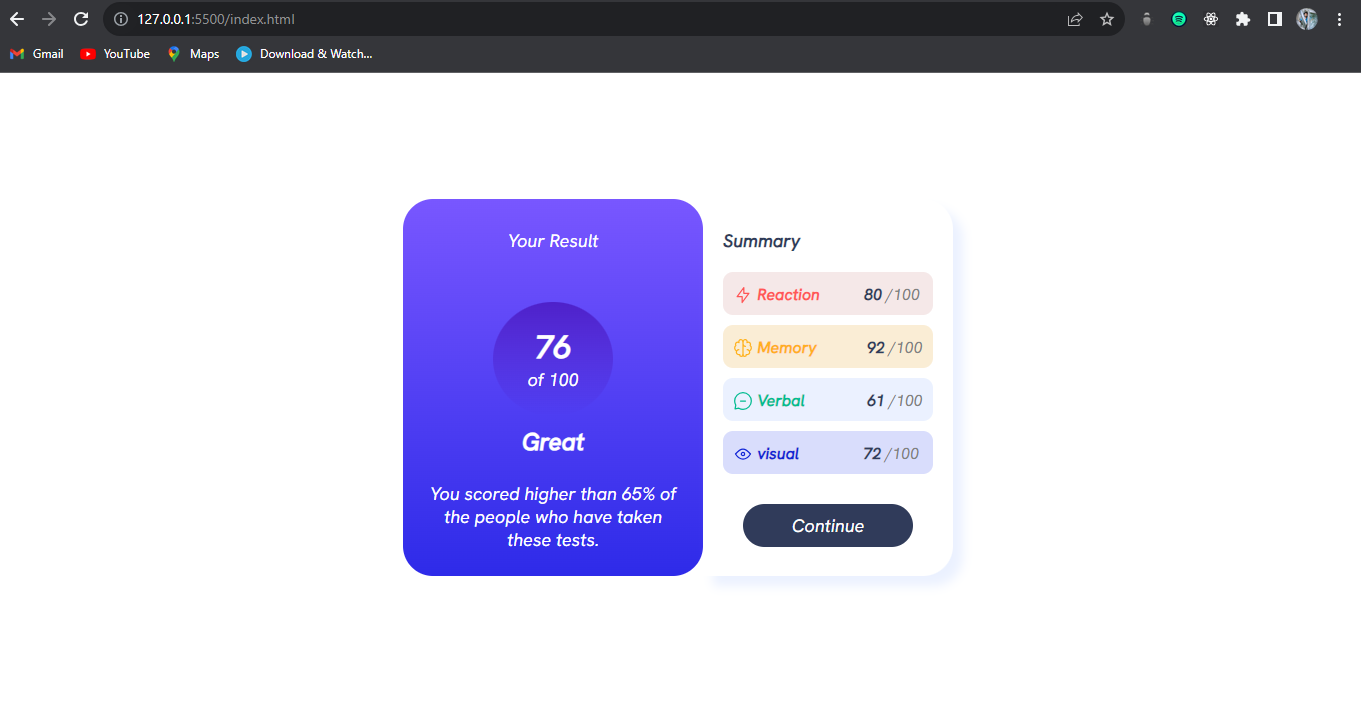 127.0.0.1:5500/index.html
Gmail YouTube Maps Download & Watch...
Your Result
76
of 100
Great
You scored higher than 65% of
the people who have taken
these tests.
Summary
Reaction 80 /100
Memory 92 /100
Verbal 61 /100
visual 72 /100
Continue